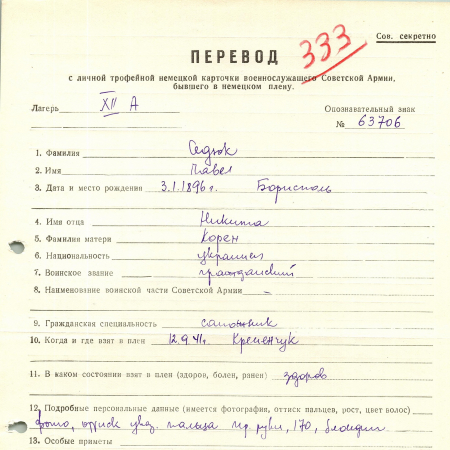 Сов. секретно
333
ПЕРЕВОД
с личной трофейной немецкой карточки военнослужащего Советской Армии,
бывшего в немецком плену.
Лагерь XII А
Опознавательный знак
№ 63706
1. Фамилия Седюк
2. Имя Павел
3. Дата и место рождения 3.1.1896г. Борисполь
4. Имя отца Никита
5. Фамилия матери Корен
6. Национальность украинец
7. Воинское звание гражданский
8. Наименование воинской части Советской Армии –
9. Гражданская специальность сапожник
10. Когда и где взят в плен 12.9.41г. Кременчук
11. В каком состоянии взят в плен (здоров, болен, ранен) здоров
12. Подробные персональные данные (имеется фотография, оттиск пальцев, рост, цвет волос)
фото, оттиск указ. пальца пр. руки, 170, блондин
13. Особые приметы